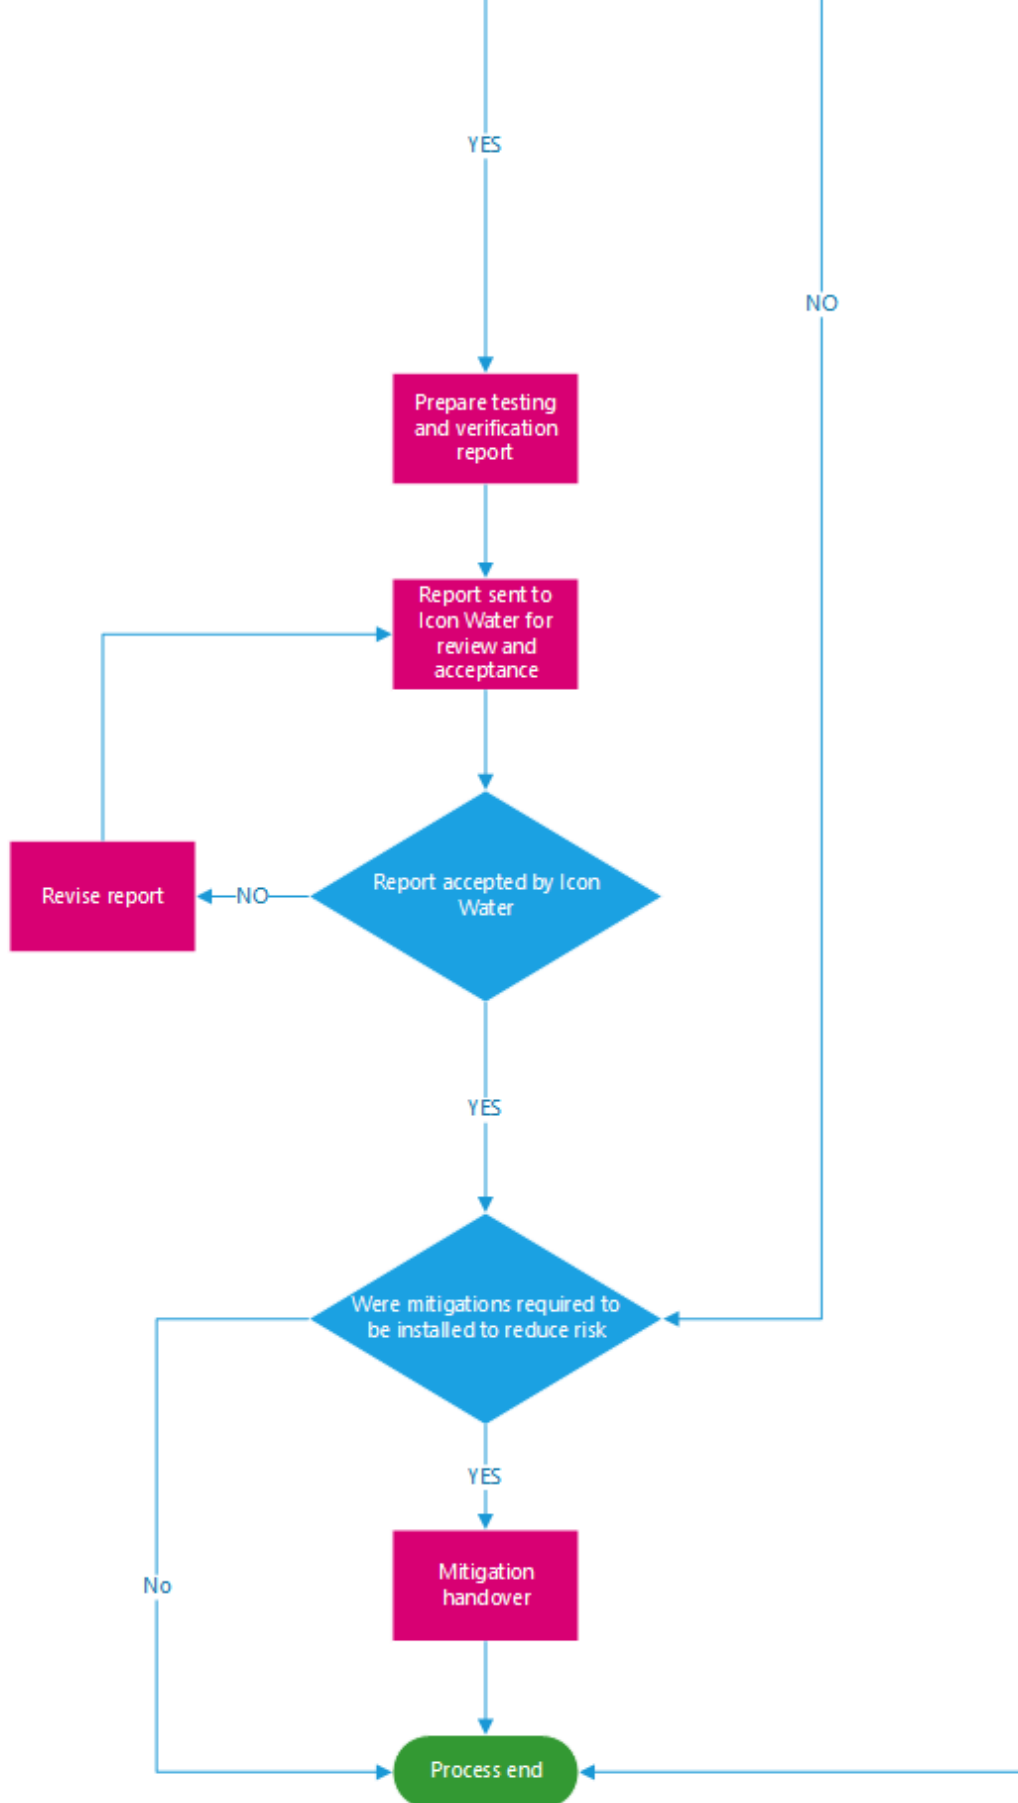 YES
NO
Prepare testing
and verification
report
Report sent to
Icon Water for
review and
acceptance
Revise report
NO
Report accepted by Icon
Water
YES
Were mitigations required to
be installed to reduce risk
YES
Mitigation
handover
No
Process end